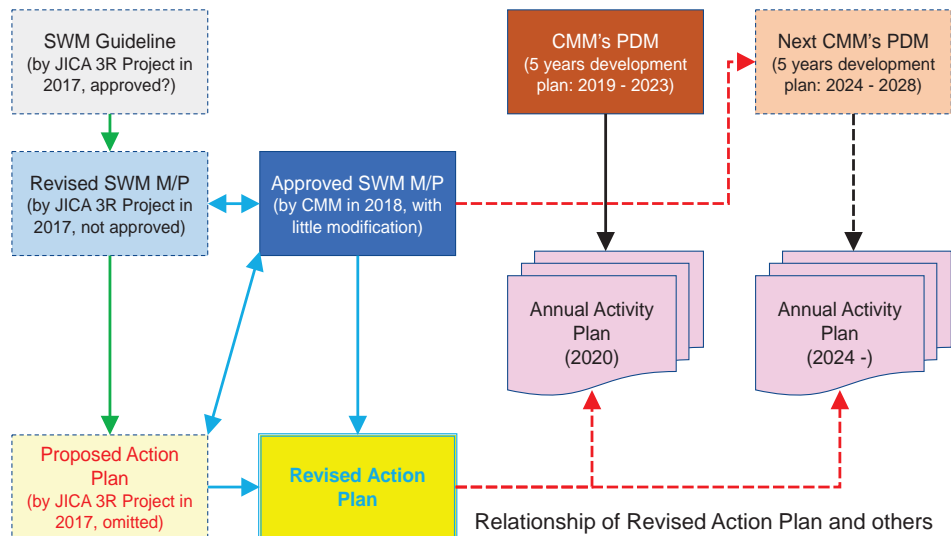 SWM Guideline
(by JICA 3R Project in
2017, approved?)
CMM's PDM
(5 years development
plan: 2019 - 2023)
Next CMM's PDM
(5 years development
plan: 2024 - 2028)
Revised SWM M/P
(by JICA 3R Project in
2017, not approved)
Approved SWM M/P
(by CMM in 2018, with
little modification)
Annual Activity
Plan
(2020)
Annual Activity
Plan
(2024 -)
Proposed Action
Plan
(by JICA 3R Project in
2017, omitted)
Revised Action
Plan
Relationship of Revised Action Plan and others